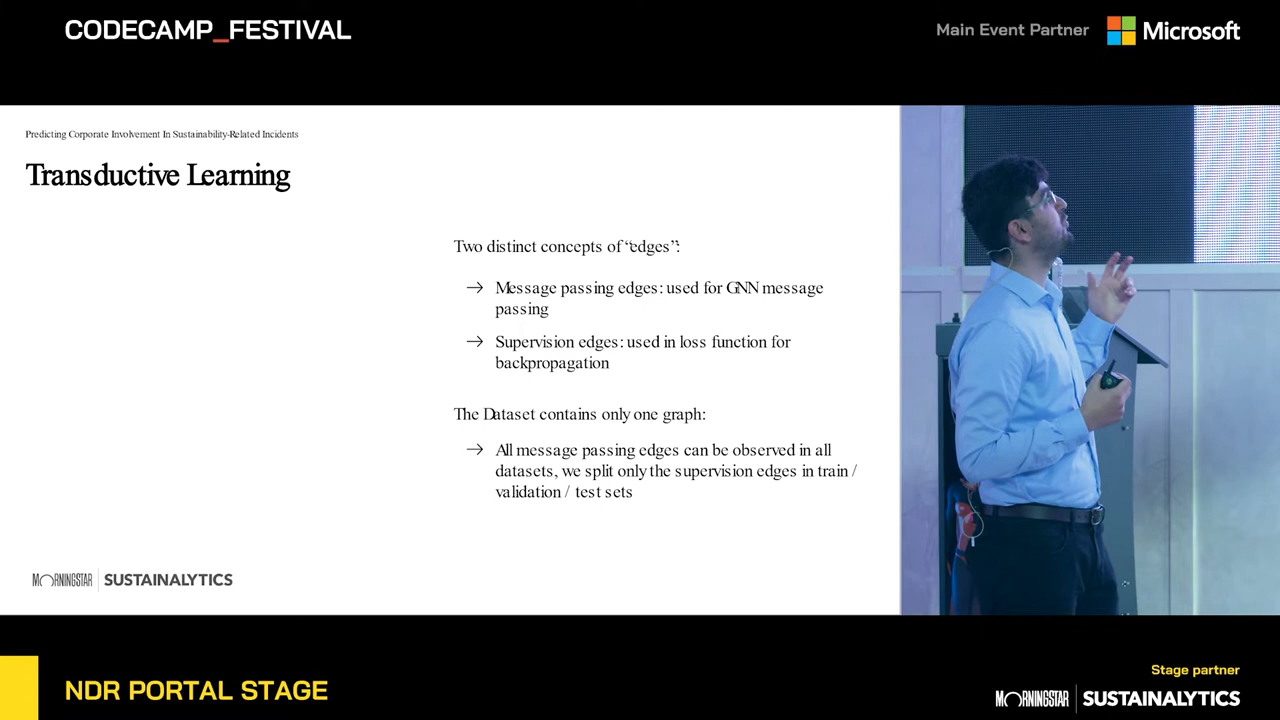 CODECAMP_FESTIVAL
Main Event Partner
Microsoft
Predicting Corporate Involvement In Sustainability-Related Incidents
Transductive Learning
Two distinct concepts of “edges”:
→ Message passing edges: used for GNN message
passing
→ Supervision edges: used in loss function for
backpropagation
The Dataset contains only one graph:
→ All message passing edges can be observed in all
datasets, we split only the supervision edges in train /
validation / test sets
MORNINGSTAR | SUSTAINALYTICS
NDR PORTAL STAGE
Stage partner
MORNINGSTAR | SUSTAINALYTICS